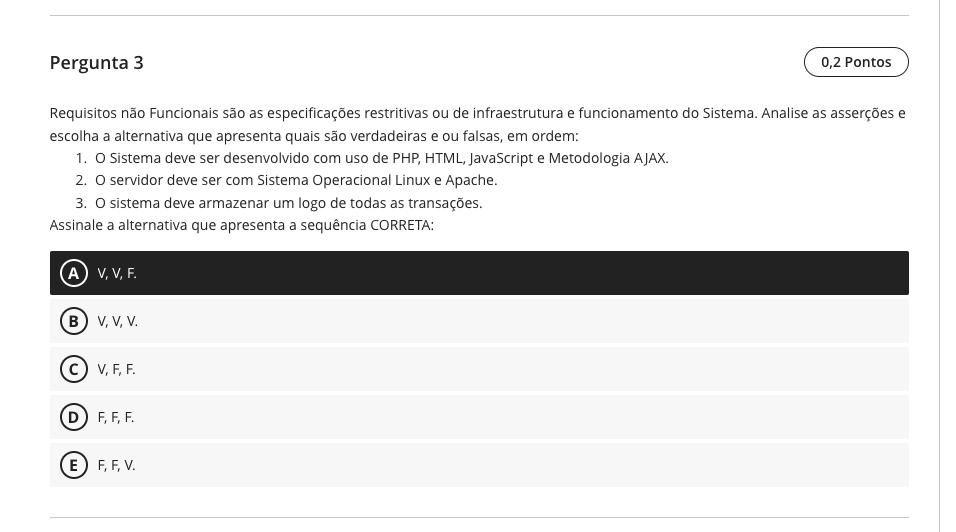 Pergunta 3
0,2 Pontos
Requisitos não Funcionais são as especificações restritivas ou de infraestrutura e funcionamento do Sistema. Analise as asserções e
escolha a alternativa que apresenta quais são verdadeiras e ou falsas, em ordem:
1. O Sistema deve ser desenvolvido com uso de PHP, HTML, JavaScript e Metodologia AJAX.
2. O servidor deve ser com Sistema Operacional Linux e Apache.
3. O sistema deve armazenar um logo de todas as transações.
Assinale a alternativa que apresenta a sequência CORRETA:
A V, V, F.
B V, V, V.
C V, F, F.
D F, F, F.
E F, F, V.